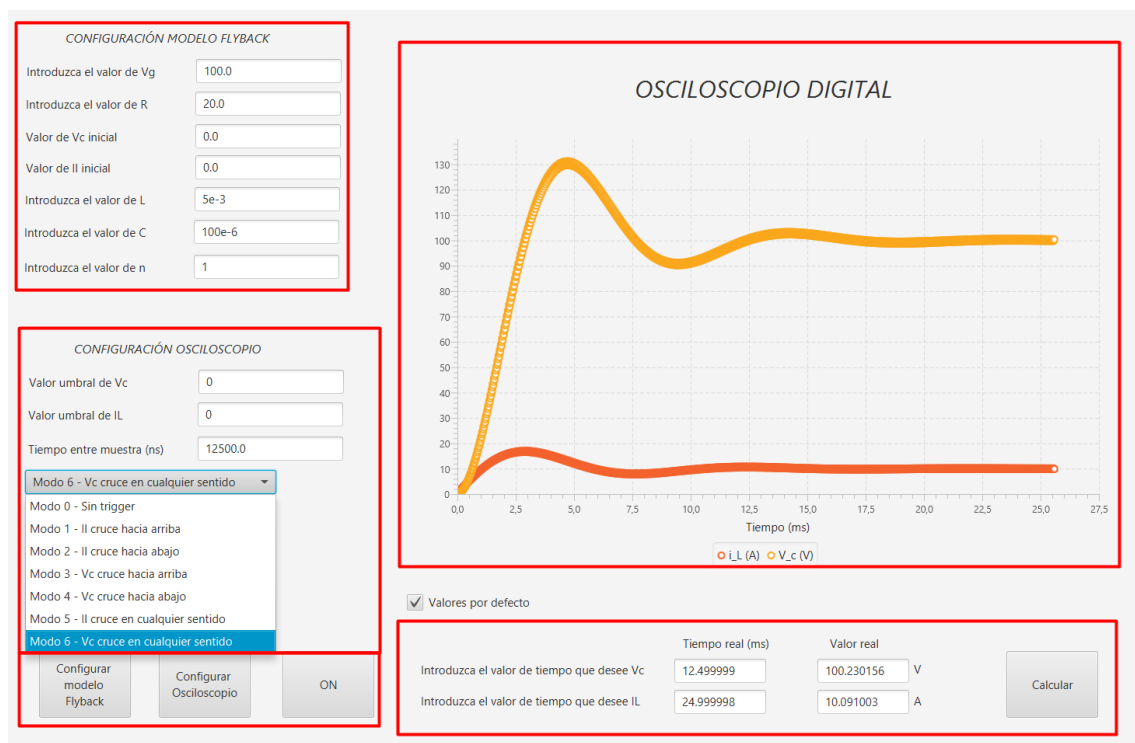 CONFIGURACIÓN MODELO FLYBACK
Introduzca el valor de Vg 100.0
Introduzca el valor de R 20.0
Valor de Vc inicial 0.0
Valor de Il inicial 0.0
Introduzca el valor de L 5e-3
Introduzca el valor de C 100e-6
Introduzca el valor de n 1
CONFIGURACIÓN OSCILOSCOPIO
Valor umbral de Vc 0
Valor umbral de IL 0
Tiempo entre muestra (ns) 12500.0
Modo 6 - Vc cruce en cualquier sentido
Modo 0 - Sin trigger
Modo 1 - Il cruce hacia arriba
Modo 2 - Il cruce hacia abajo
Modo 3 - Vc cruce hacia arriba
Modo 4 - Vc cruce hacia abajo
Modo 5 - Il cruce en cualquier sentido
Modo 6 - Vc cruce en cualquier sentido
Configurar
modelo
Flyback
Configurar
Osciloscopio
ON
OSCILOSCOPIO DIGITAL
130
120
110
100
90
80
70
60
50
40
30
20
10
0
0,0 2,5 5,0 7,5 10,0 12,5 15,0 17,5 20,0 22,5 25,0 27,5
Tiempo (ms)
i_L (A) V_c (V)
Valores por defecto
Tiempo real (ms) Valor real
Introduzca el valor de tiempo que desee Vc 12.499999 100.230156 V
Introduzca el valor de tiempo que desee IL 24.999998 10.091003 A
Calcular